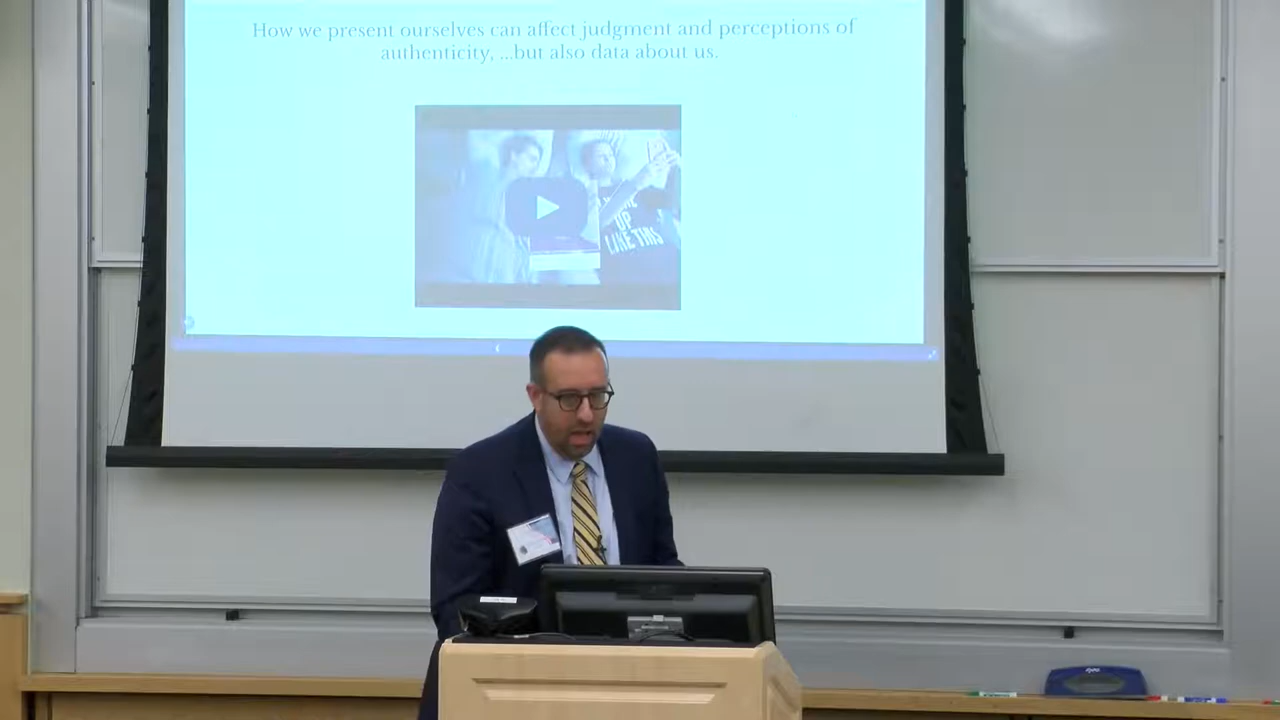 How we present ourselves can affect judgment and perceptions of
authenticity, ...but also data about us.
UP
LIKE THIS